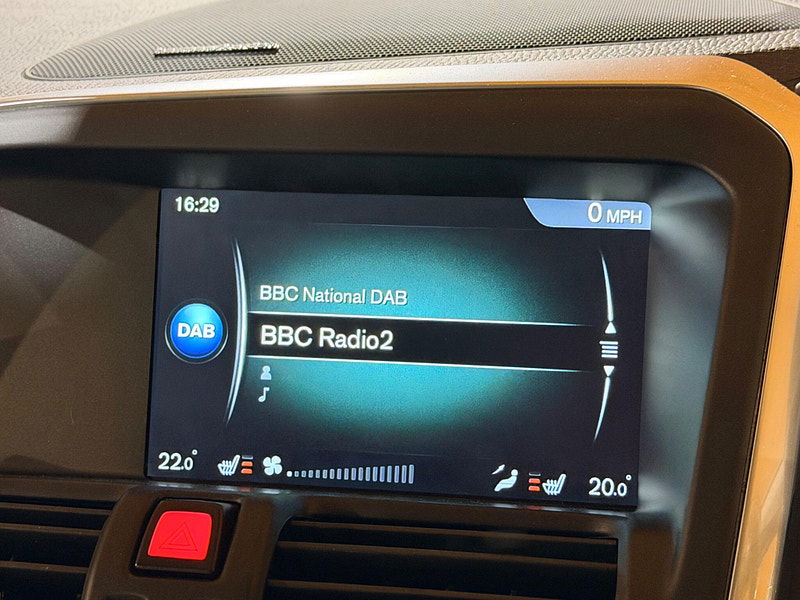 16:29
0 MPH
BBC National DAB
DAB
BBC Radio2
22.0°
20.0°